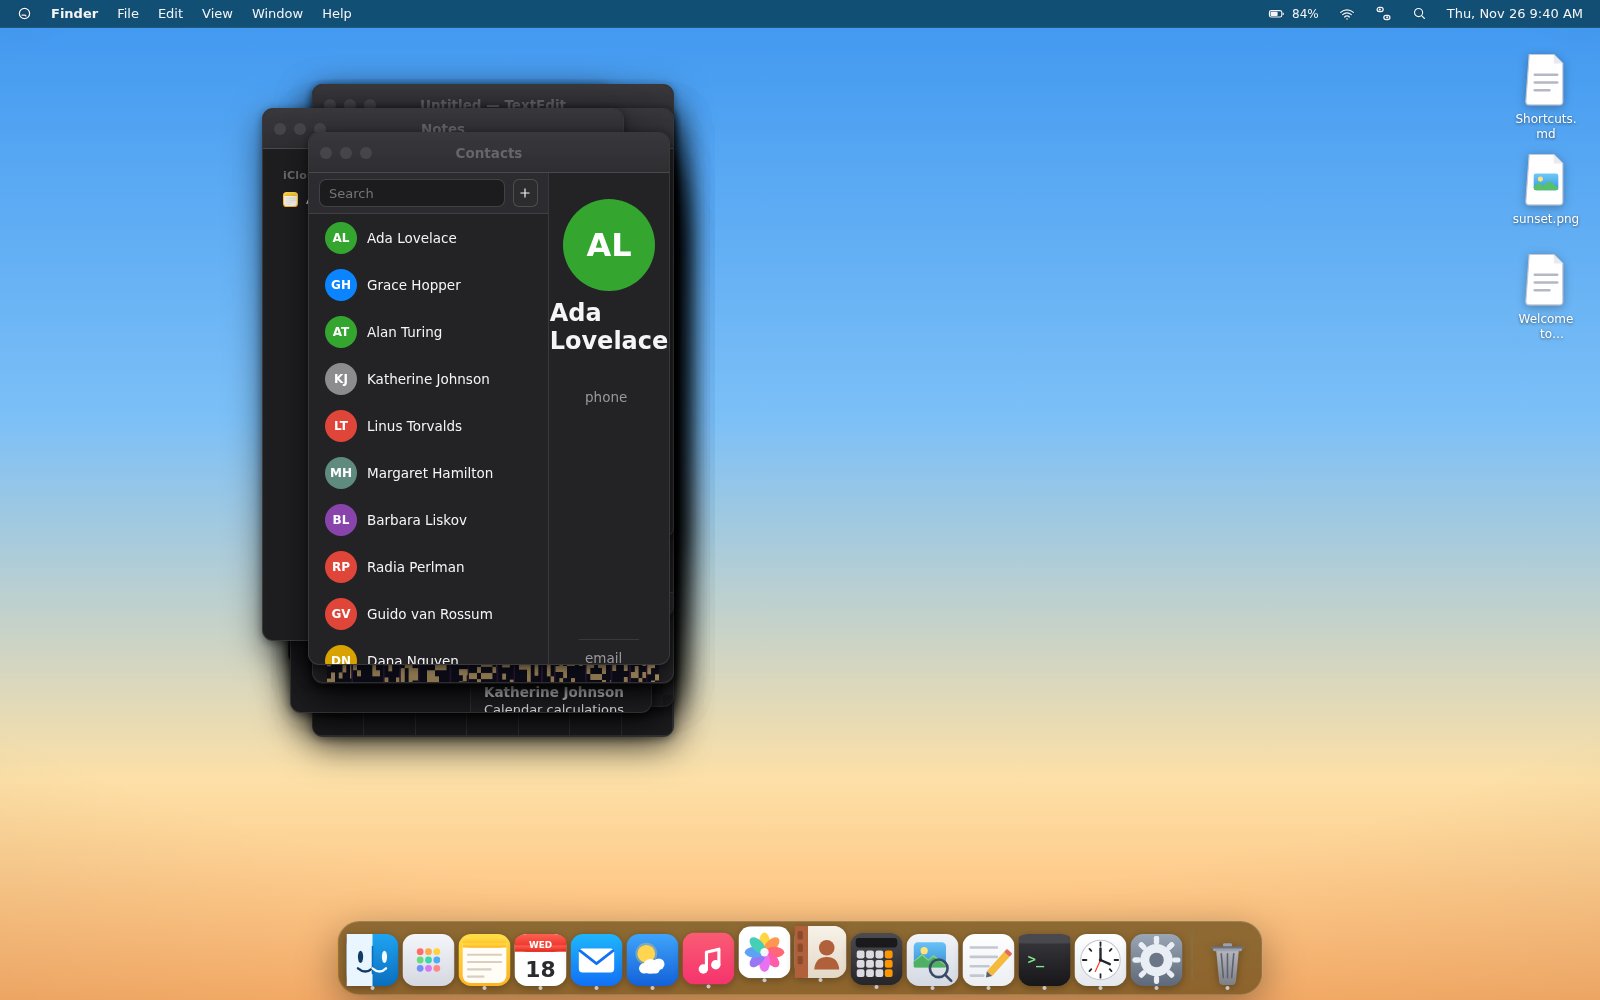 Finder File Edit View Window Help
84% Thu, Nov 26 9:40 AM
Shortcuts.
md
sunset.png
Welcome
to...
Untitled — TextEdit
Notes
Contacts
iClo
Search
+
AL Ada Lovelace
GH Grace Hopper
AT Alan Turing
KJ Katherine Johnson
LT Linus Torvalds
MH Margaret Hamilton
BL Barbara Liskov
RP Radia Perlman
GV Guido van Rossum
DN Dana Nguyen
AL
Ada
Lovelace
phone
email
Katherine Johnson
Calendar calculations
WED
18
>_